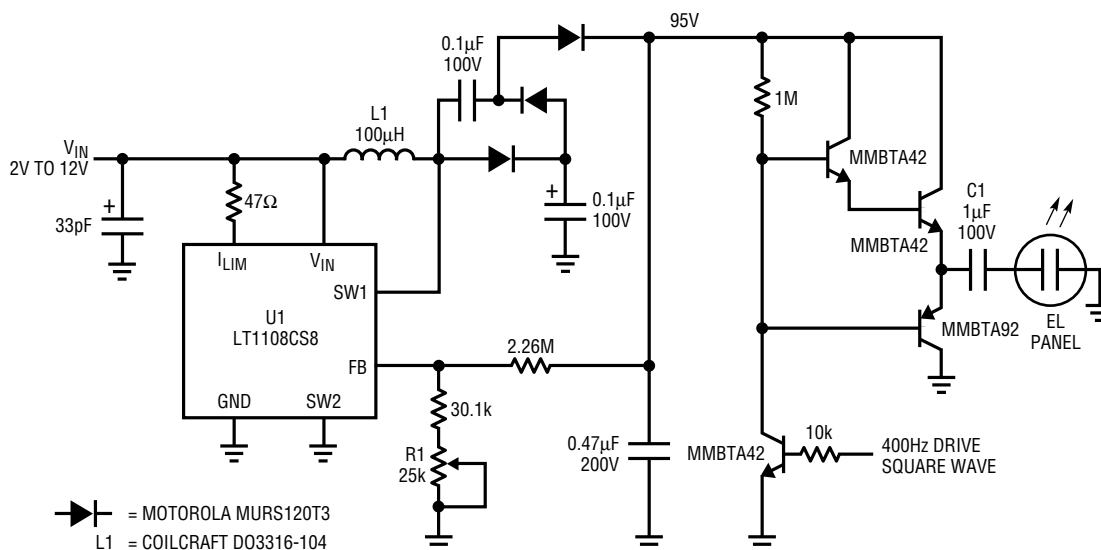 95V
0.1µF
100V
1M
L1
100µH
V_IN
2V TO 12V
MMBTA42
C1
1µF
100V
47Ω
+
33pF
+
0.1µF
100V
MMBTA42
I_LIM
V_IN
SW1
U1
LT1108CS8
MMBTA92
EL
PANEL
2.26M
FB
30.1k
GND
SW2
R1
25k
0.47µF
200V
MMBTA42
10k
400Hz DRIVE
SQUARE WAVE
= MOTOROLA MURS120T3
L1 = COILCRAFT DO3316-104